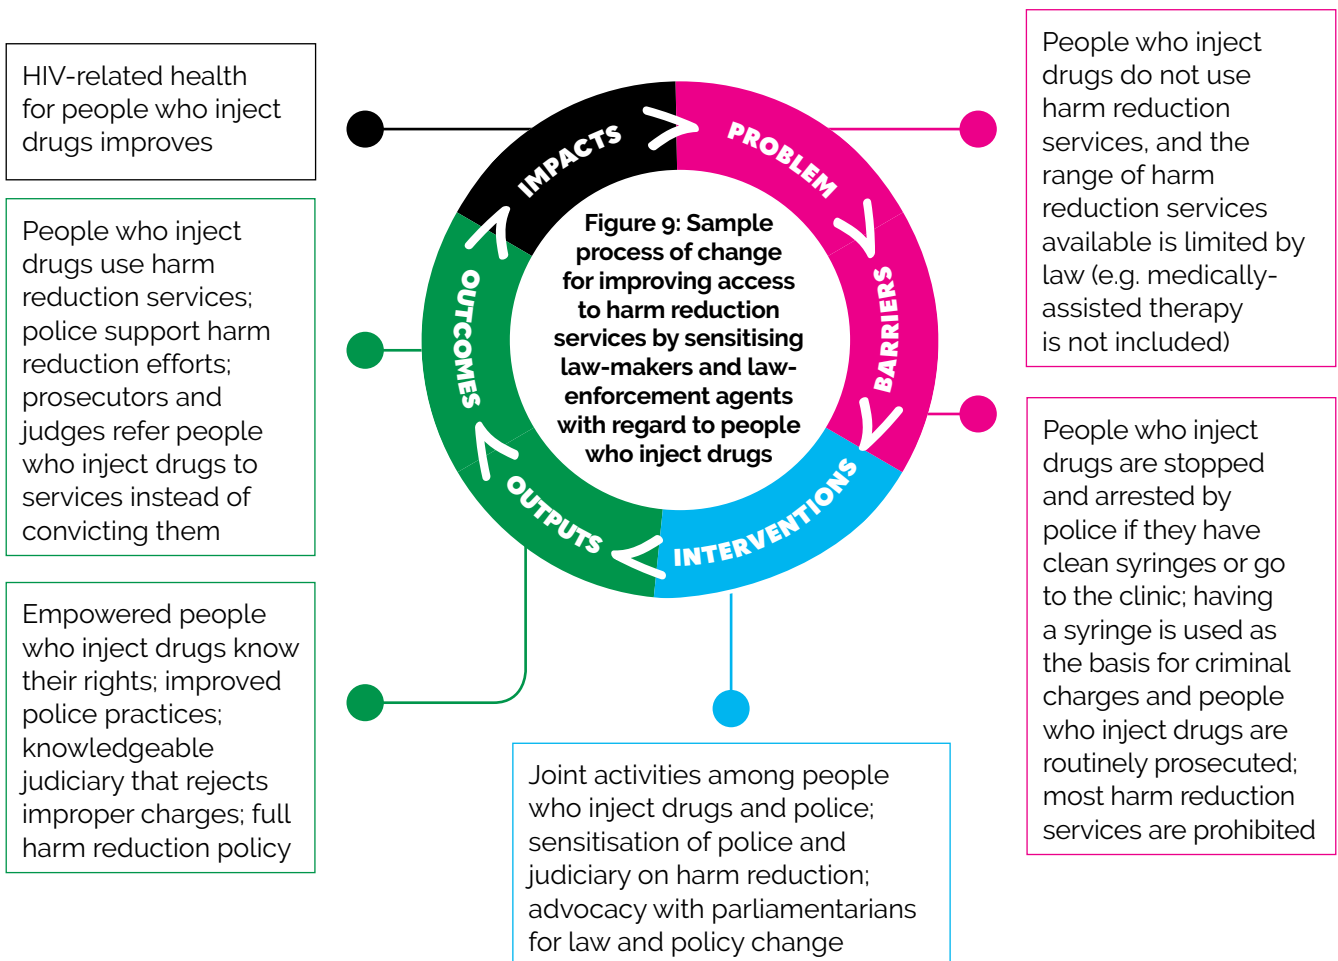 HIV-related health
for people who inject
drugs improves
People who inject
drugs use harm
reduction services;
police support harm
reduction efforts;
prosecutors and
judges refer people
who inject drugs to
services instead of
convicting them
Empowered people
who inject drugs know
their rights; improved
police practices;
knowledgeable
judiciary that rejects
improper charges; full
harm reduction policy
IMPACTS
PROBLEM
BARRIERS
INTERVENTIONS
OUTPUTS
OUTCOMES
Figure 9: Sample
process of change
for improving access
to harm reduction
services by sensitising
law-makers and law-
enforcement agents
with regard to people
who inject drugs
Joint activities among people
who inject drugs and police;
sensitisation of police and
judiciary on harm reduction;
advocacy with parliamentarians
for law and policy change
People who inject
drugs do not use
harm reduction
services, and the
range of harm
reduction services
available is limited by
law (e.g. medically-
assisted therapy
is not included)
People who inject
drugs are stopped
and arrested by
police if they have
clean syringes or go
to the clinic; having
a syringe is used as
the basis for criminal
charges and people
who inject drugs are
routinely prosecuted;
most harm reduction
services are prohibited